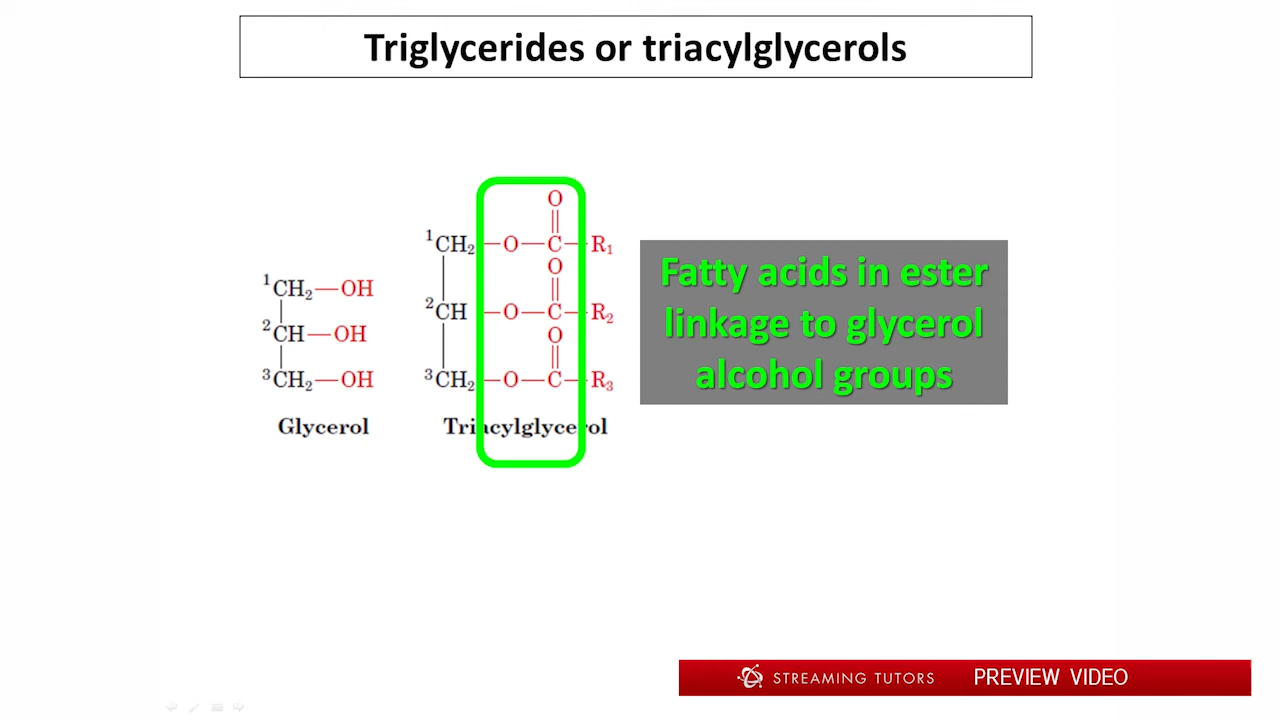 Triglycerides or triacylglycerols
O
¹CH₂—O—C—R₁
O
²CH—O—C—R₂
O
³CH₂—O—C—R₃
¹CH₂—OH
²CH—OH
³CH₂—OH
Glycerol
Triacylglycerol
Fatty acids in ester
linkage to glycerol
alcohol groups
STREAMING TUTORS PREVIEW VIDEO